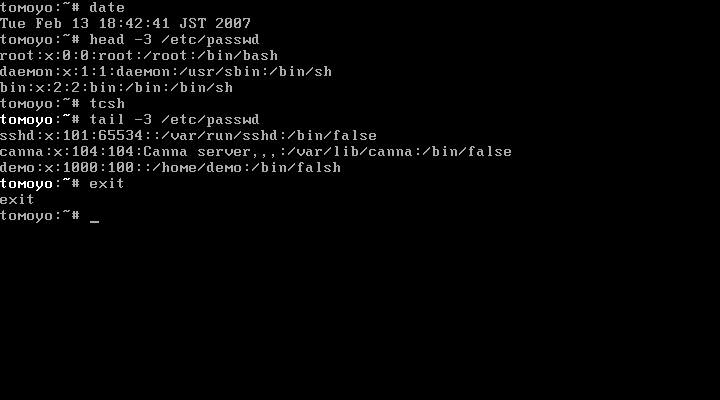 tomoyo:~# date
Tue Feb 13 18:42:41 JST 2007
tomoyo:~# head -3 /etc/passwd
root:x:0:0:root:/root:/bin/bash
daemon:x:1:1:daemon:/usr/sbin:/bin/sh
bin:x:2:2:bin:/bin:/bin/sh
tomoyo:~# tcsh
tomoyo:~# tail -3 /etc/passwd
sshd:x:101:65534::/var/run/sshd:/bin/false
canna:x:104:104:Canna server,,,:/var/lib/canna:/bin/false
demo:x:1000:100::/home/demo:/bin/falsh
tomoyo:~# exit
exit
tomoyo:~# _